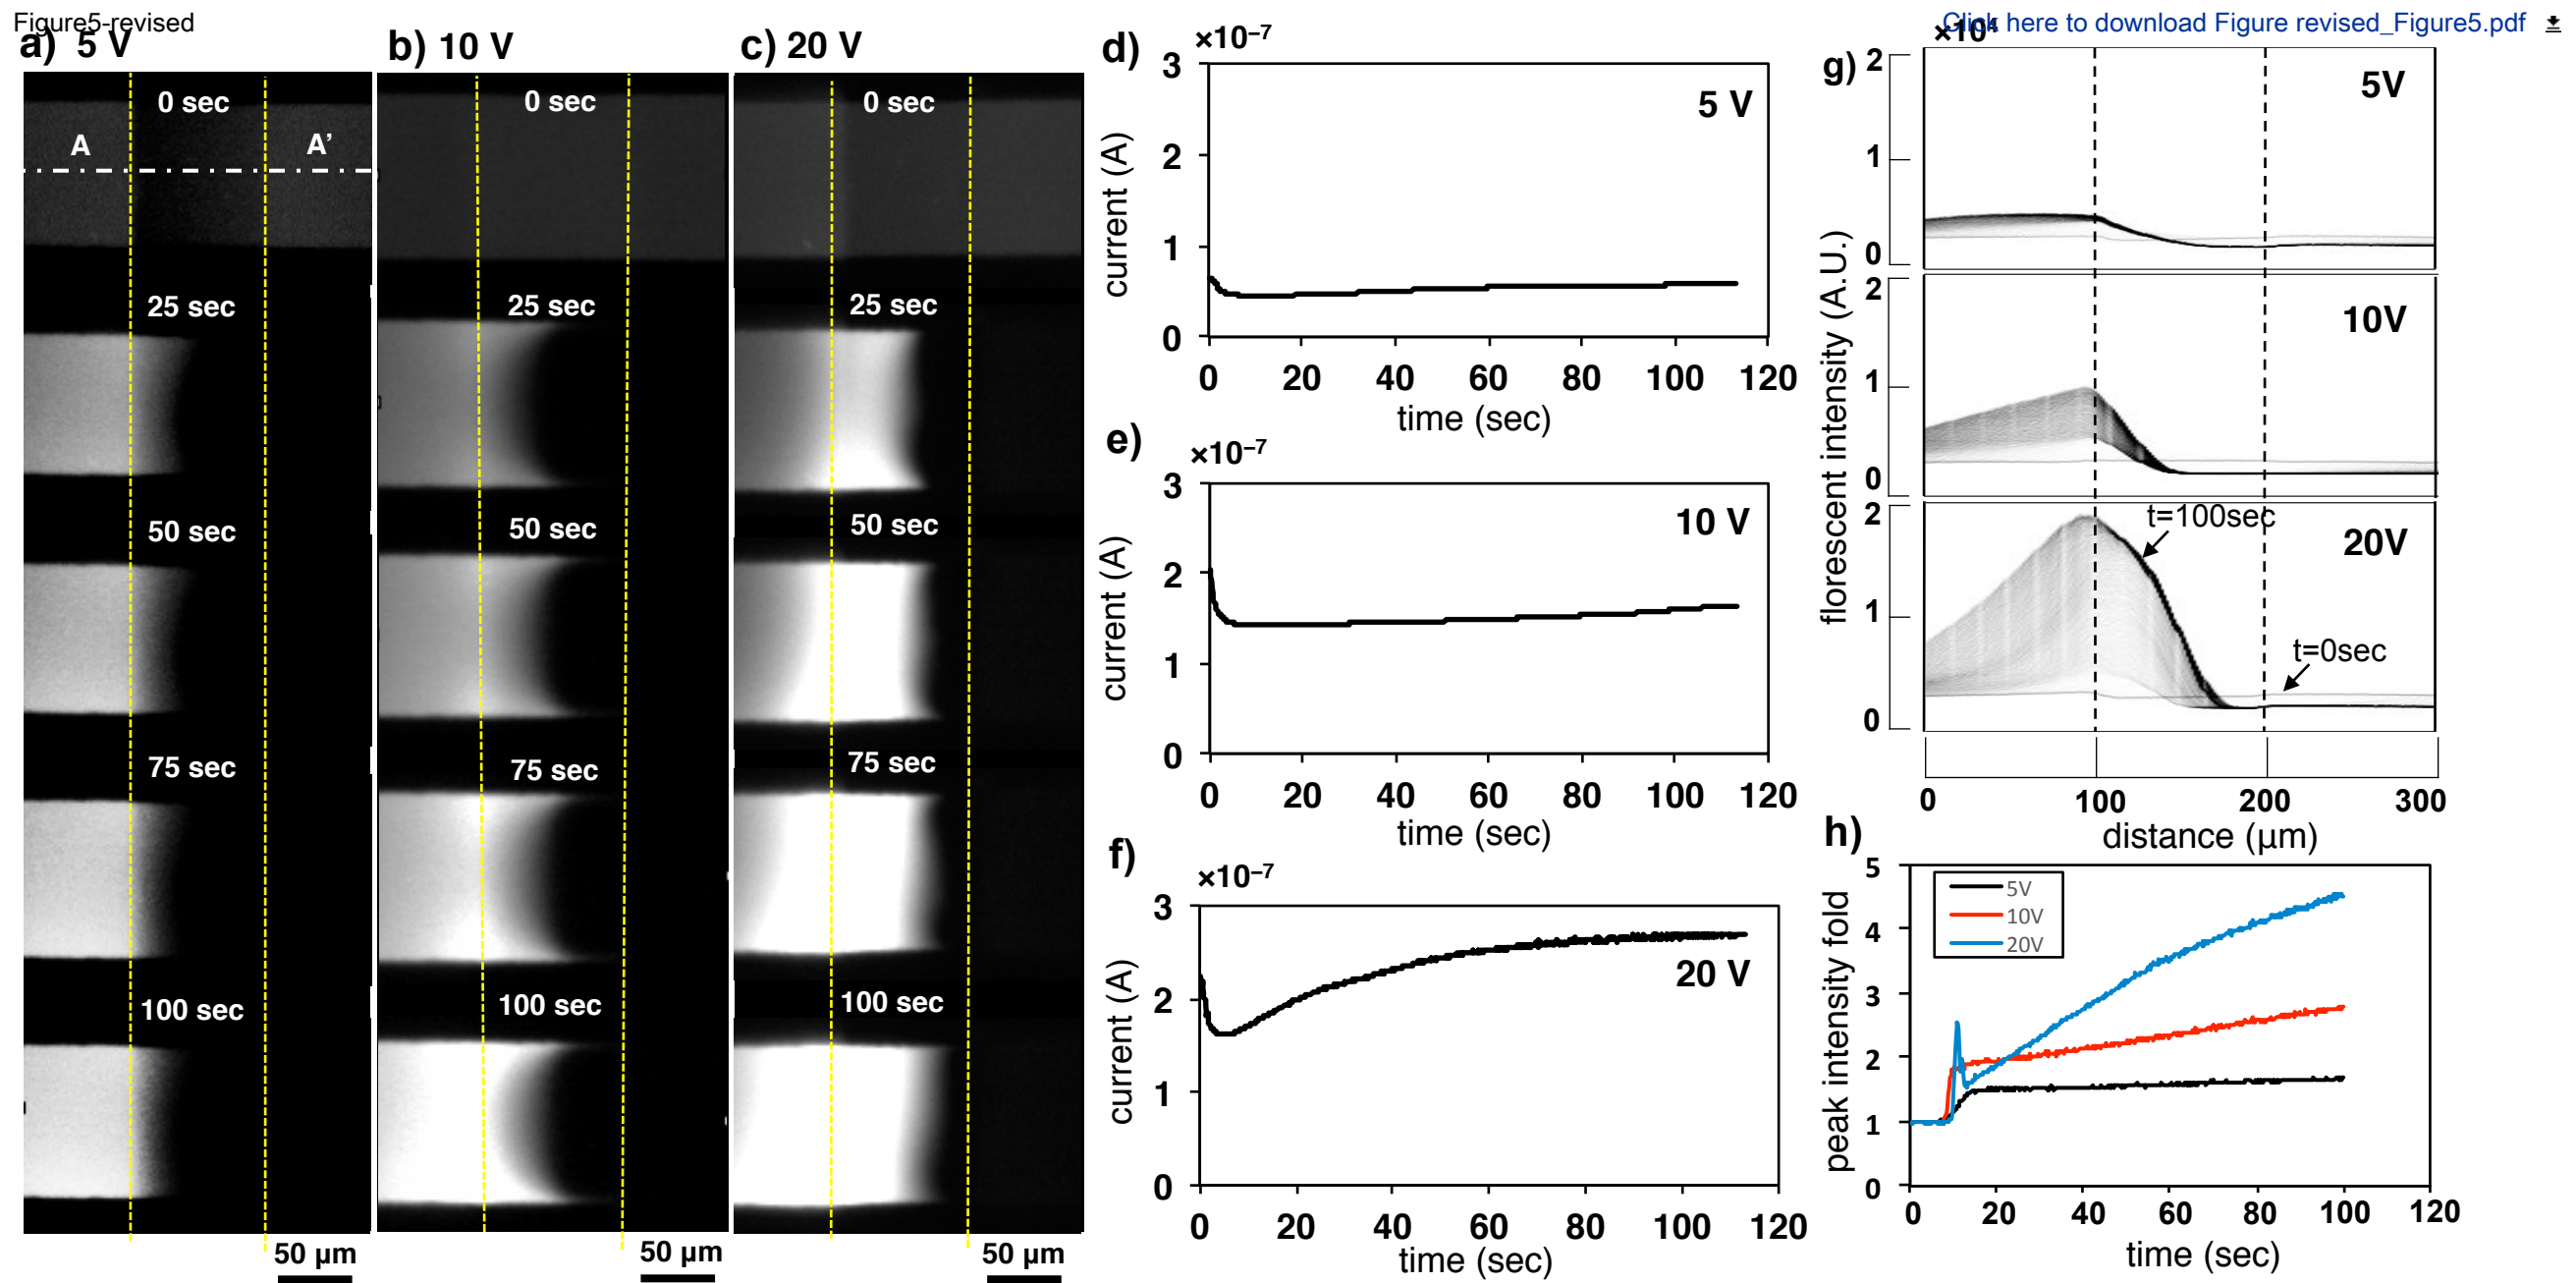 Figure5-revised
Click here to download Figure revised_Figure5.pdf
a) 5 V
0 sec
A
A’
25 sec
50 sec
75 sec
100 sec
50 µm
b) 10 V
0 sec
25 sec
50 sec
75 sec
100 sec
50 µm
c) 20 V
0 sec
25 sec
50 sec
75 sec
100 sec
50 µm
d)
×10⁻⁷
3
2
1
0
current (A)
5 V
0 20 40 60 80 100 120
time (sec)
e)
×10⁻⁷
3
2
1
0
current (A)
10 V
0 20 40 60 80 100 120
time (sec)
f)
×10⁻⁷
3
2
1
0
current (A)
20 V
0 20 40 60 80 100 120
time (sec)
g)
×10⁴
florescent intensity (A.U.)
2
1
0
5V
2
1
0
10V
2
1
0
t=100sec
20V
t=0sec
0 100 200 300
distance (µm)
h)
5
4
3
2
1
0
peak intensity fold
5V
10V
20V
0 20 40 60 80 100 120
time (sec)